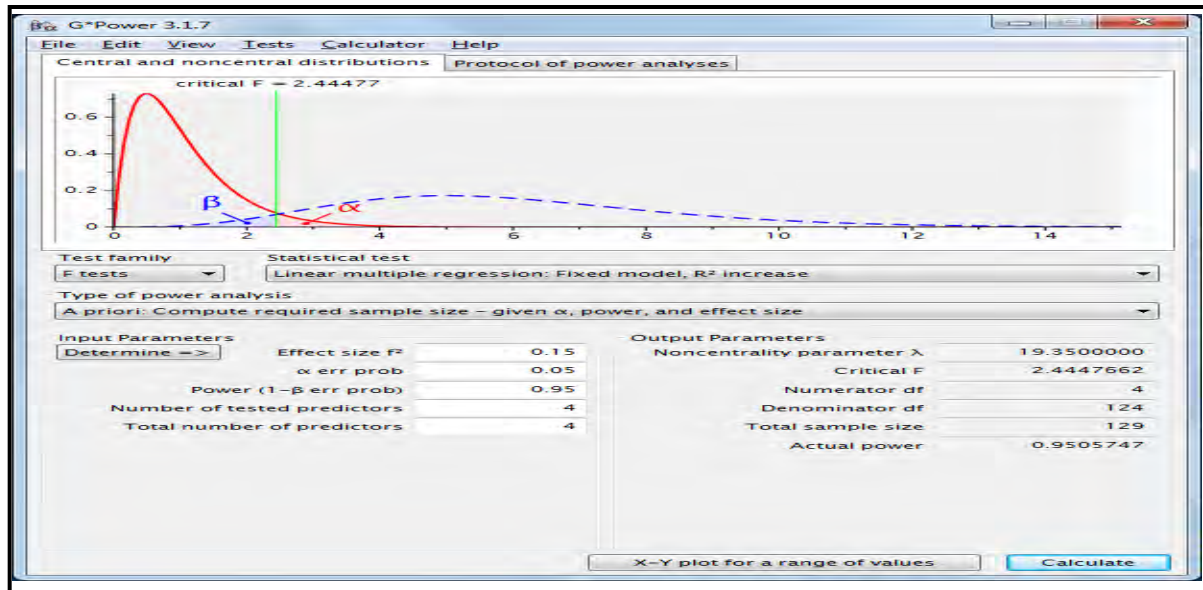 βα G*Power 3.1.7
File Edit View Tests Calculator Help
Central and noncentral distributions Protocol of power analyses
critical F = 2.44477
0.6
0.4
0.2
0
β α
0 2 4 6 8 10 12 14
Test family Statistical test
F tests Linear multiple regression: Fixed model, R² increase
Type of power analysis
A priori: Compute required sample size – given α, power, and effect size
Input Parameters Output Parameters
Determine => Effect size f² 0.15 Noncentrality parameter λ 19.3500000
α err prob 0.05 Critical F 2.4447662
Power (1-β err prob) 0.95 Numerator df 4
Number of tested predictors 4 Denominator df 124
Total number of predictors 4 Total sample size 129
Actual power 0.9505747
X-Y plot for a range of values Calculate